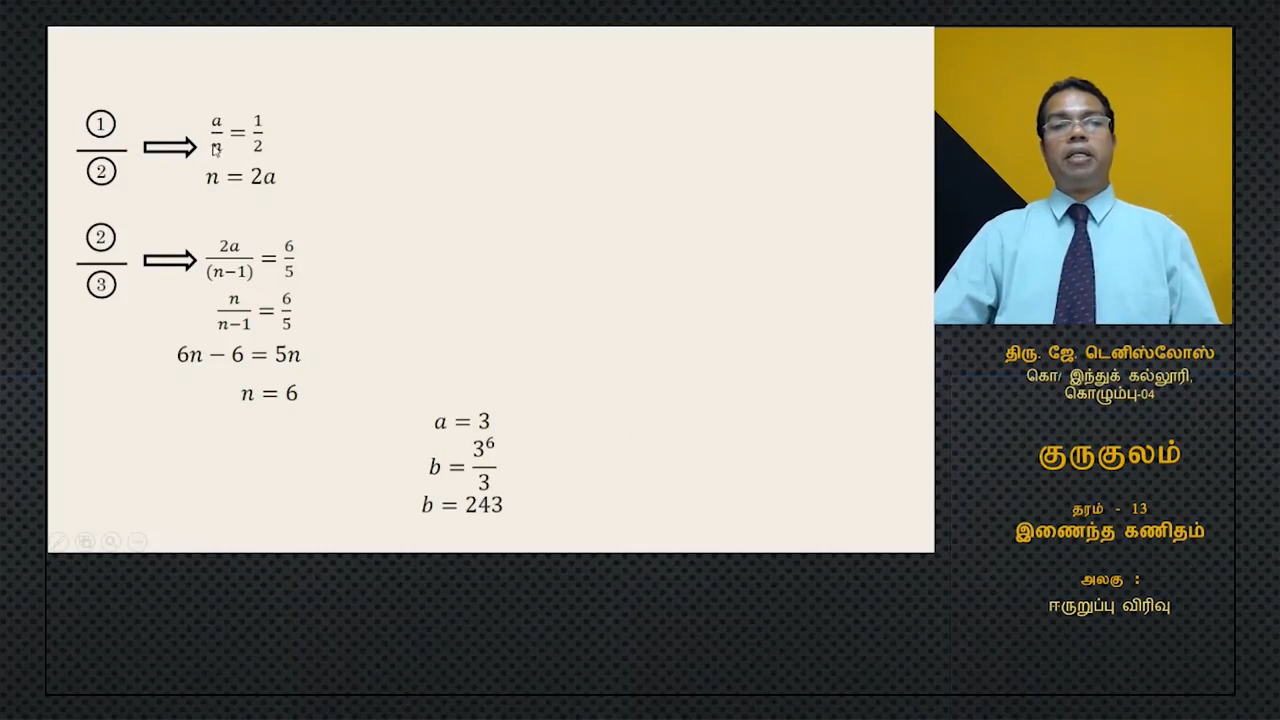 ①/② ⟹ a/n = 1/2
n = 2a
②/③ ⟹ 2a/(n−1) = 6/5
n/n−1 = 6/5
6n − 6 = 5n
n = 6
a = 3
b = 3⁶/3
b = 243
திரு. ஜே. டெனிஸ்லோஸ்
கொ/ இந்துக் கல்லூரி,
கொழும்பு-04
குருகுலம்
தரம் - 13
இணைந்த கணிதம்
அலகு :
ஈருறுப்பு விரிவு